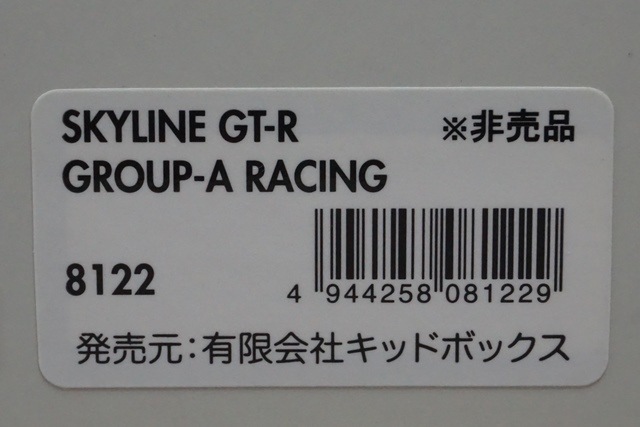 SKYLINE GT-R ※非売品
GROUP-A RACING
8122
4 944258 081229
発売元:有限会社キッドボックス